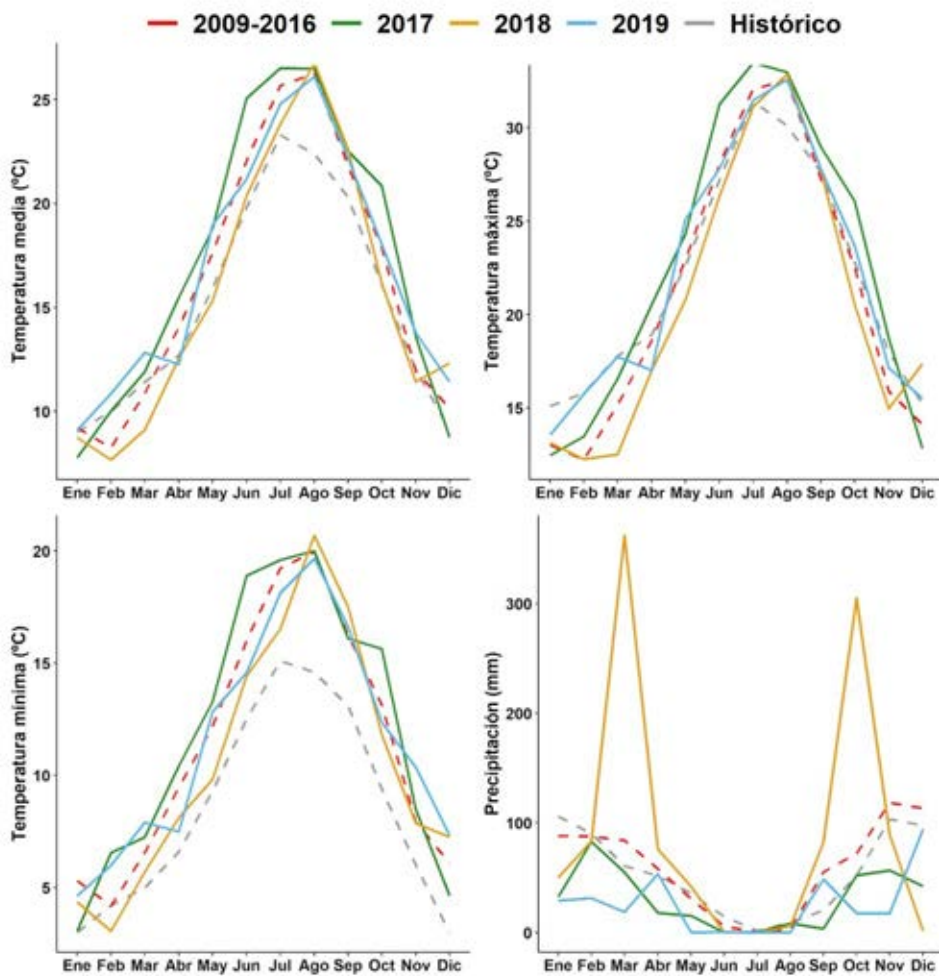 2009-2016 2017 2018 2019 Histórico
Temperatura media (ºC)
25
20
15
10
Ene Feb Mar Abr May Jun Jul Ago Sep Oct Nov Dic
Temperatura máxima (ºC)
30
25
20
15
Ene Feb Mar Abr May Jun Jul Ago Sep Oct Nov Dic
Temperatura mínima (ºC)
20
15
10
5
Ene Feb Mar Abr May Jun Jul Ago Sep Oct Nov Dic
Precipitación (mm)
300
200
100
0
Ene Feb Mar Abr May Jun Jul Ago Sep Oct Nov Dic